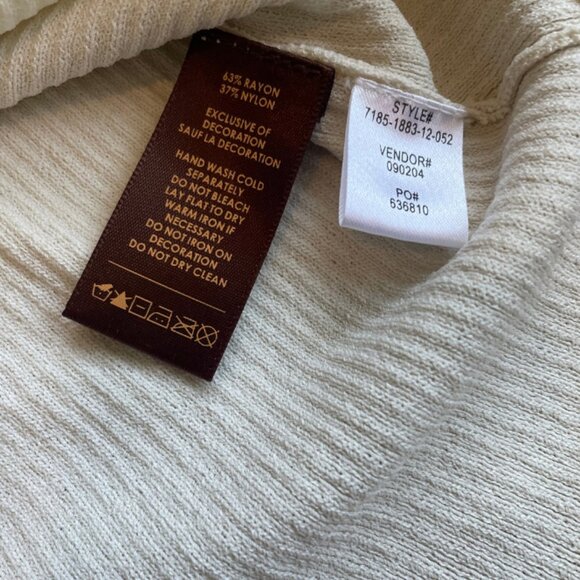 63% RAYON
37% NYLON
EXCLUSIVE OF
DECORATION
SAUF LA DECORATION
HAND WASH COLD
SEPARATELY
DO NOT BLEACH
LAY FLAT TO DRY
WARM IRON IF
NECESSARY
DO NOT IRON ON
DECORATION
DO NOT DRY CLEAN
STYLE#
7185-1883-12-052
VENDOR#
090204
PO#
636810